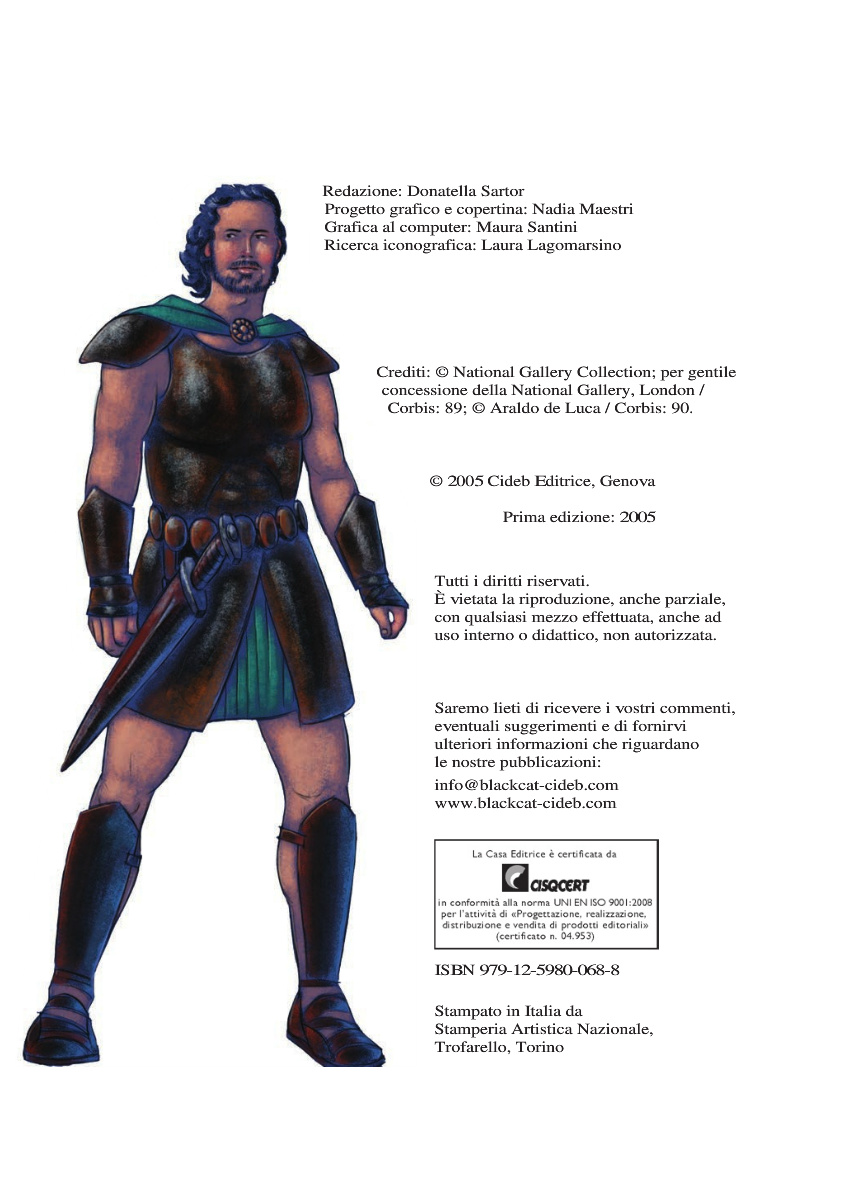 Redazione: Donatella Sartor
Progetto grafico e copertina: Nadia Maestri
Grafica al computer: Maura Santini
Ricerca iconografica: Laura Lagomarsino
Crediti: © National Gallery Collection; per gentile
concessione della National Gallery, London /
Corbis: 89; © Araldo de Luca / Corbis: 90.
© 2005 Cideb Editrice, Genova
Prima edizione: 2005
Tutti i diritti riservati.
È vietata la riproduzione, anche parziale,
con qualsiasi mezzo effettuata, anche ad
uso interno o didattico, non autorizzata.
Saremo lieti di ricevere i vostri commenti,
eventuali suggerimenti e di fornirvi
ulteriori informazioni che riguardano
le nostre pubblicazioni:
info@blackcat-cideb.com
www.blackcat-cideb.com
La Casa Editrice è certificata da
CISQCERT
in conformità alla norma UNI EN ISO 9001:2008
per l'attività di «Progettazione, realizzazione,
distribuzione e vendita di prodotti editoriali»
(certificato n. 04.953)
ISBN 979-12-5980-068-8
Stampato in Italia da
Stamperia Artistica Nazionale,
Trofarello, Torino